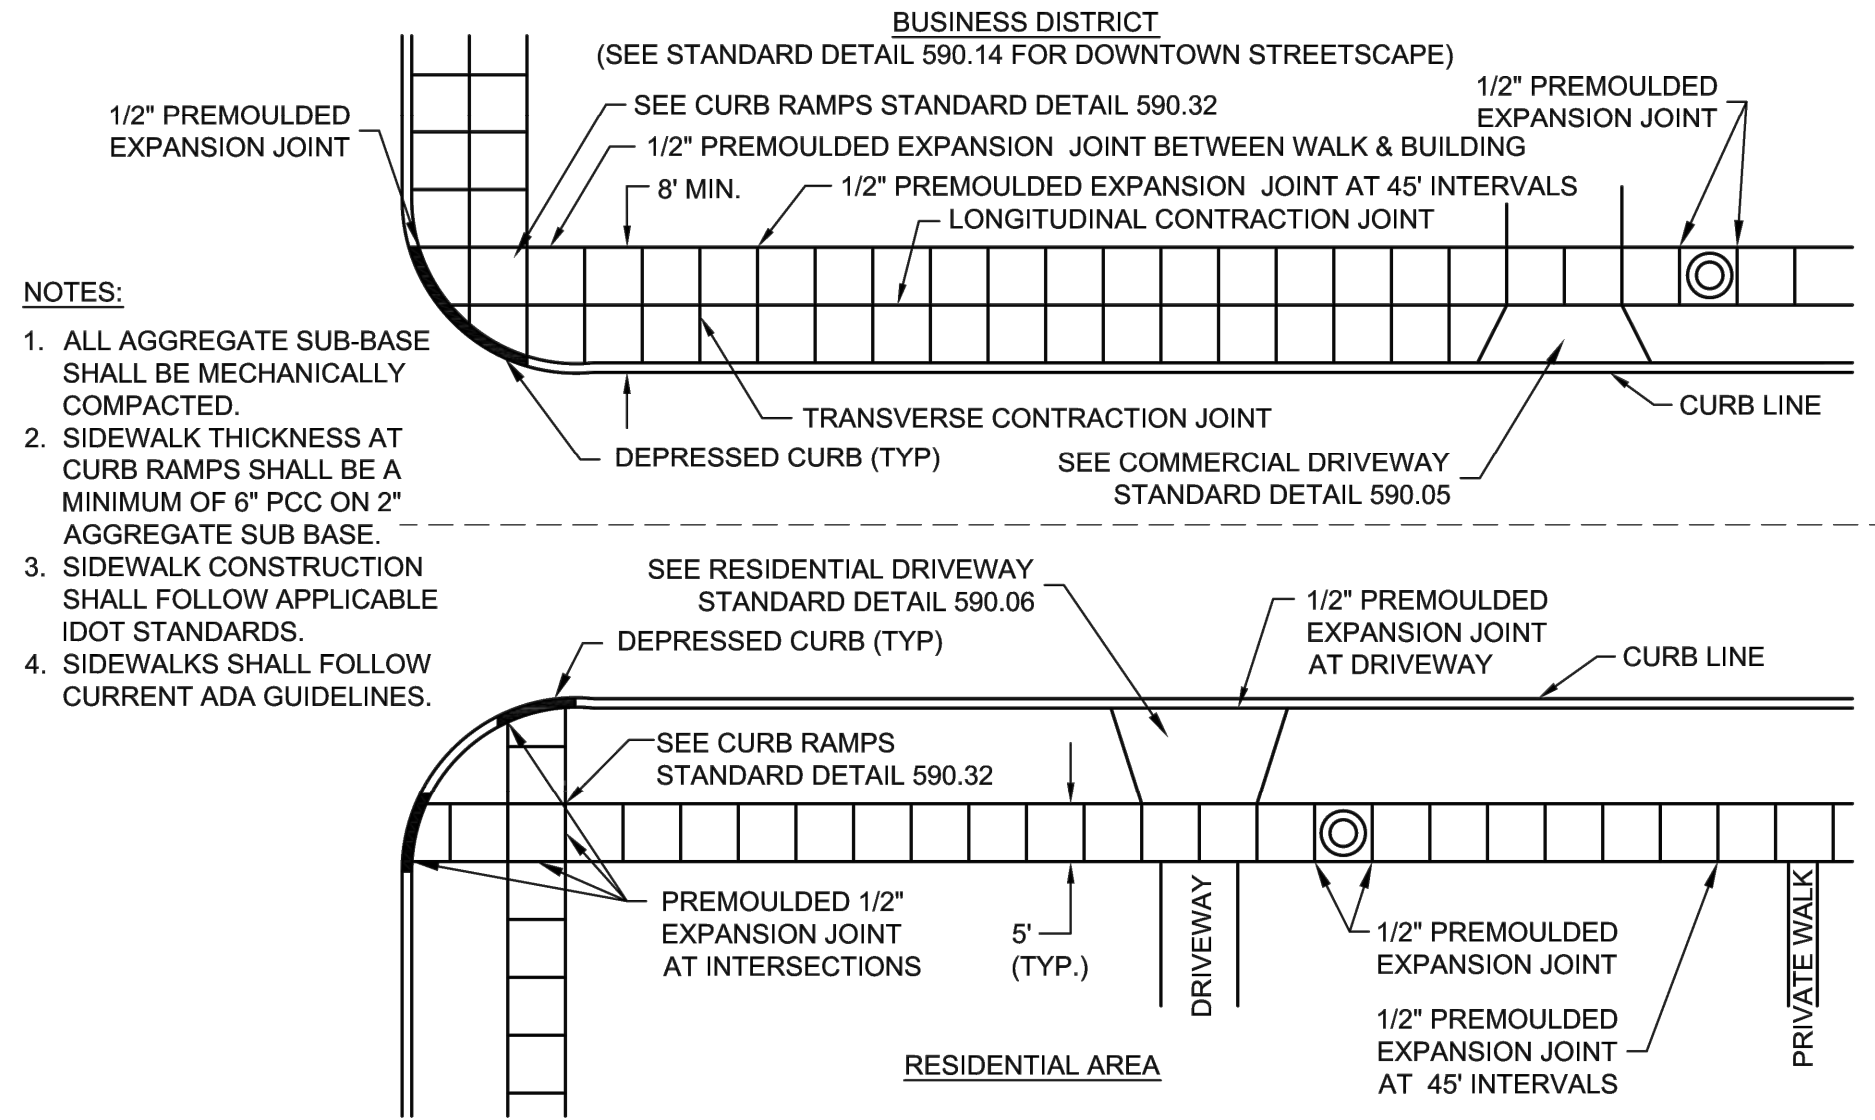 BUSINESS DISTRICT
(SEE STANDARD DETAIL 590.14 FOR DOWNTOWN STREETSCAPE)
1/2" PREMOULDED
EXPANSION JOINT
SEE CURB RAMPS STANDARD DETAIL 590.32
1/2" PREMOULDED EXPANSION JOINT BETWEEN WALK & BUILDING
8' MIN.
1/2" PREMOULDED EXPANSION JOINT AT 45' INTERVALS
LONGITUDINAL CONTRACTION JOINT
1/2" PREMOULDED
EXPANSION JOINT
TRANSVERSE CONTRACTION JOINT
DEPRESSED CURB (TYP)
CURB LINE
SEE COMMERCIAL DRIVEWAY
STANDARD DETAIL 590.05
NOTES:
1. ALL AGGREGATE SUB-BASE
SHALL BE MECHANICALLY
COMPACTED.
2. SIDEWALK THICKNESS AT
CURB RAMPS SHALL BE A
MINIMUM OF 6" PCC ON 2"
AGGREGATE SUB BASE.
3. SIDEWALK CONSTRUCTION
SHALL FOLLOW APPLICABLE
IDOT STANDARDS.
4. SIDEWALKS SHALL FOLLOW
CURRENT ADA GUIDELINES.
SEE RESIDENTIAL DRIVEWAY
STANDARD DETAIL 590.06
DEPRESSED CURB (TYP)
1/2" PREMOULDED
EXPANSION JOINT
AT DRIVEWAY
CURB LINE
SEE CURB RAMPS
STANDARD DETAIL 590.32
PREMOULDED 1/2"
EXPANSION JOINT
AT INTERSECTIONS
5'
(TYP.)
DRIVEWAY
1/2" PREMOULDED
EXPANSION JOINT
1/2" PREMOULDED
EXPANSION JOINT
AT 45' INTERVALS
PRIVATE WALK
RESIDENTIAL AREA